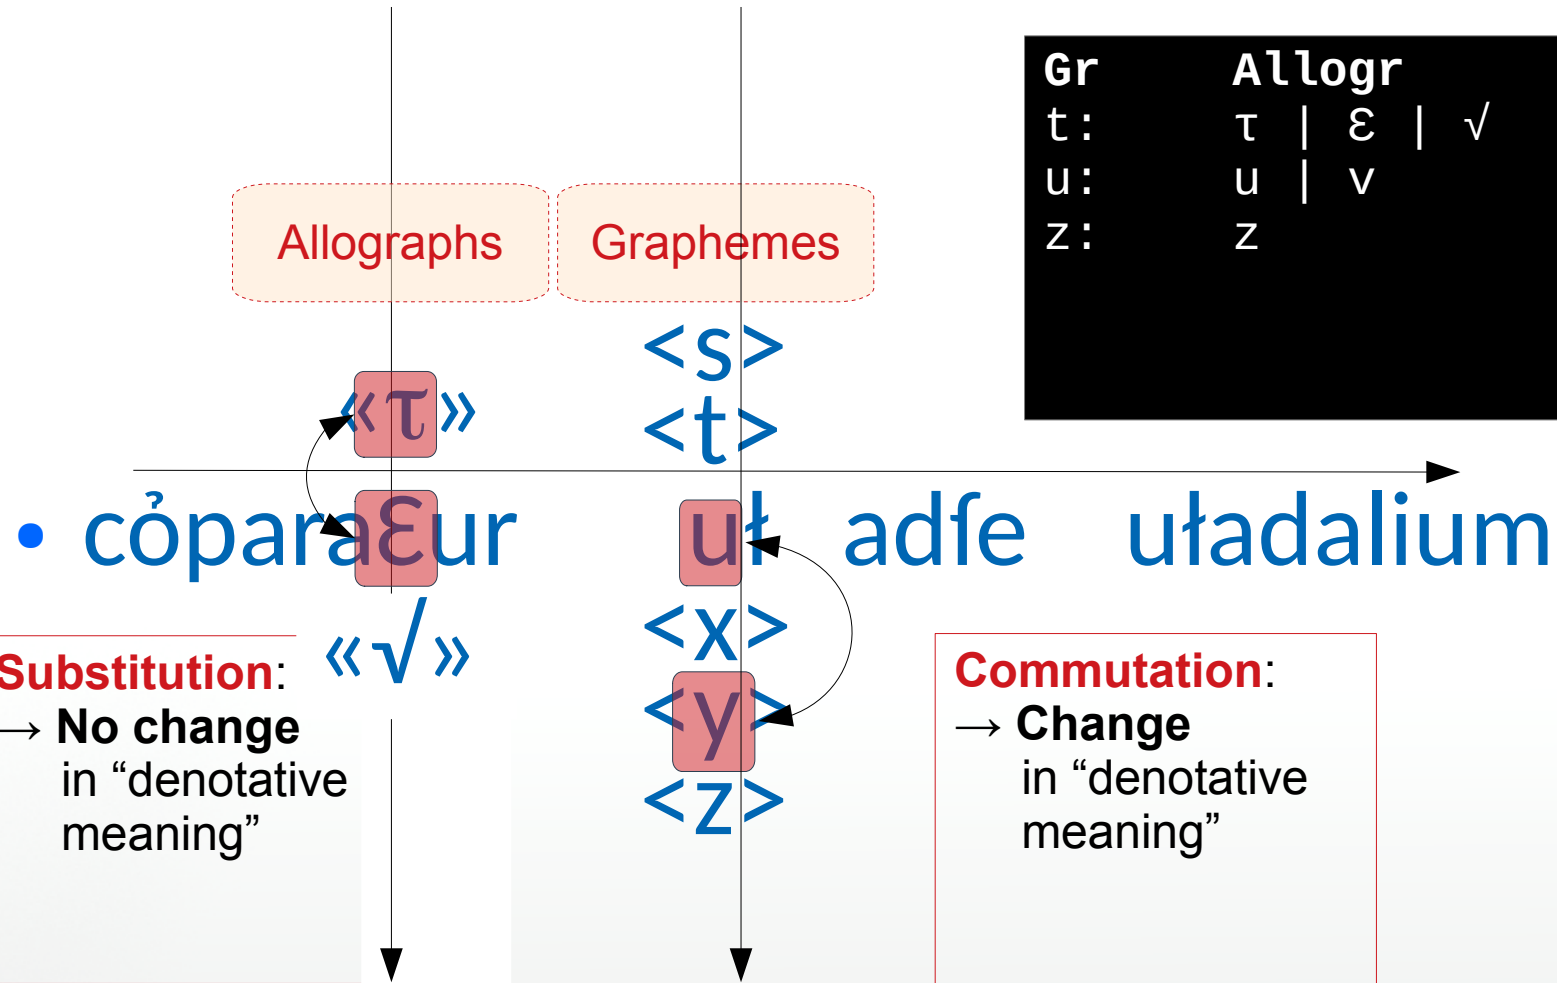 Gr Allogr
t: τ | Ɛ | √
u: u | v
z: z
Allographs Graphemes
<s>
«τ»
<t>
• cỏparaƐur uł adſe uładalium
«√»
<x>
<y>
<z>
Substitution:
→ No change
in “denotative
meaning”
Commutation:
→ Change
in “denotative
meaning”